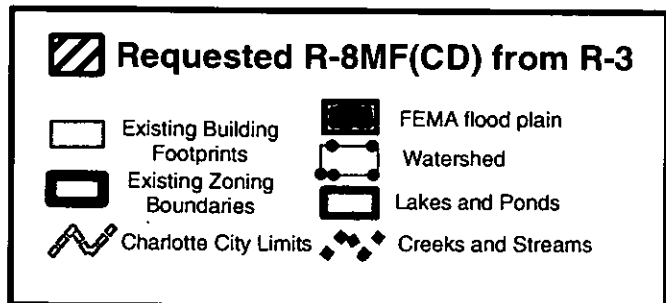 Requested R-8MF(CD) from R-3
Existing Building
Footprints
Existing Zoning
Boundaries
Charlotte City Limits
FEMA flood plain
Watershed
Lakes and Ponds
Creeks and Streams